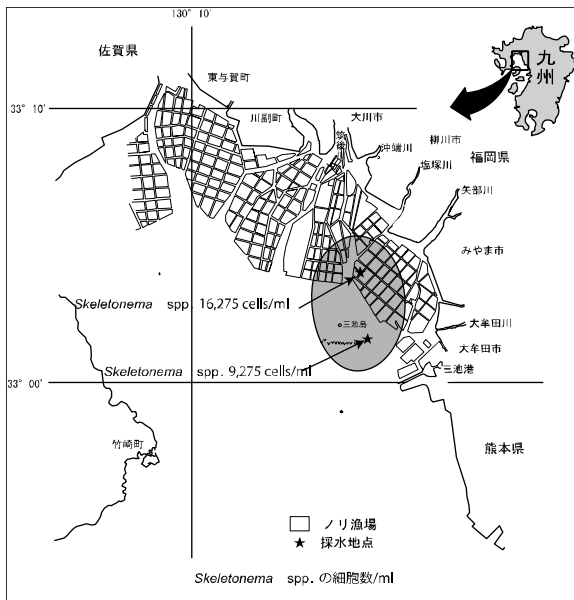 130° 10'
佐賀県
九州
東与賀町
33° 10'
川副町
大川市
筑後川
沖端川
柳川市
福岡県
塩塚川
矢部川
みやま市
Skeletonema spp. 16,275 cells/ml
三池島
大牟田川
Skeletonema spp. 9,275 cells/ml
大牟田市
三池港
33° 00'
竹崎町
熊本県
ノリ漁場
★ 採水地点
Skeletonema spp. の細胞数/ml